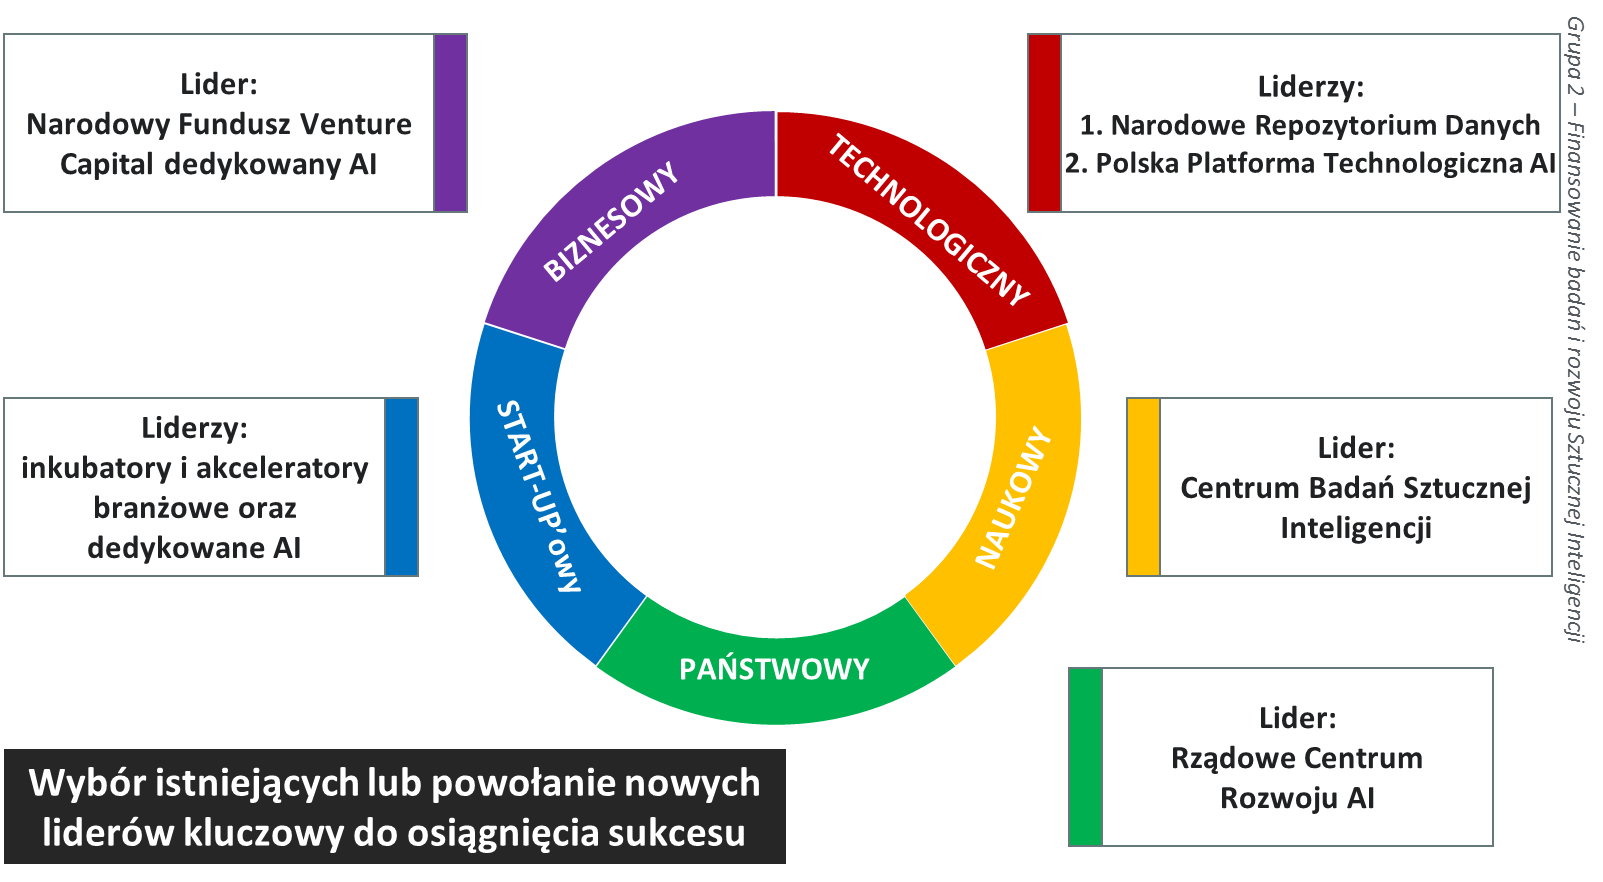 Lider:
Narodowy Fundusz Venture
Capital dedykowany AI
Liderzy:
1. Narodowe Repozytorium Danych
2. Polska Platforma Technologiczna AI
Grupa 2 – Finansowanie badań i rozwoju Sztucznej Inteligencji
BIZNESOWY
TECHNOLOGICZNY
Liderzy:
inkubatory i akceleratory
branżowe oraz
dedykowane AI
START-UP’owy
NAUKOWY
Lider:
Centrum Badań Sztucznej
Inteligencji
PAŃSTWOWY
Lider:
Rządowe Centrum
Rozwoju AI
Wybór istniejących lub powołanie nowych
liderów kluczowy do osiągnięcia sukcesu